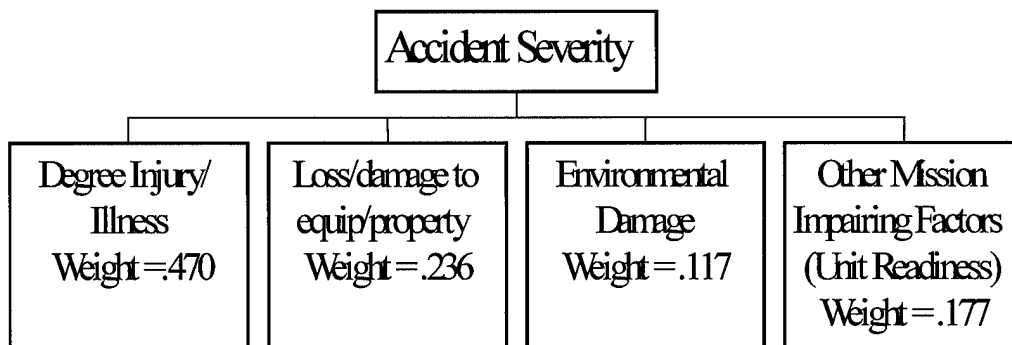 Accident Severity
Degree Injury/
Illness
Weight = .470
Loss/damage to
equip/property
Weight = .236
Environmental
Damage
Weight = .117
Other Mission
Impairing Factors
(Unit Readiness)
Weight = .177